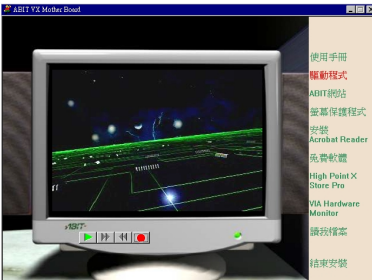 ABIT VX Mother Board
使用手冊
驅動程式
ABIT網站
螢幕保護程式
安裝
Acrobat Reader
免費軟體
High Point X
Store Pro
VIA Hardware
Monitor
讀我檔案
結束安裝
ABIT